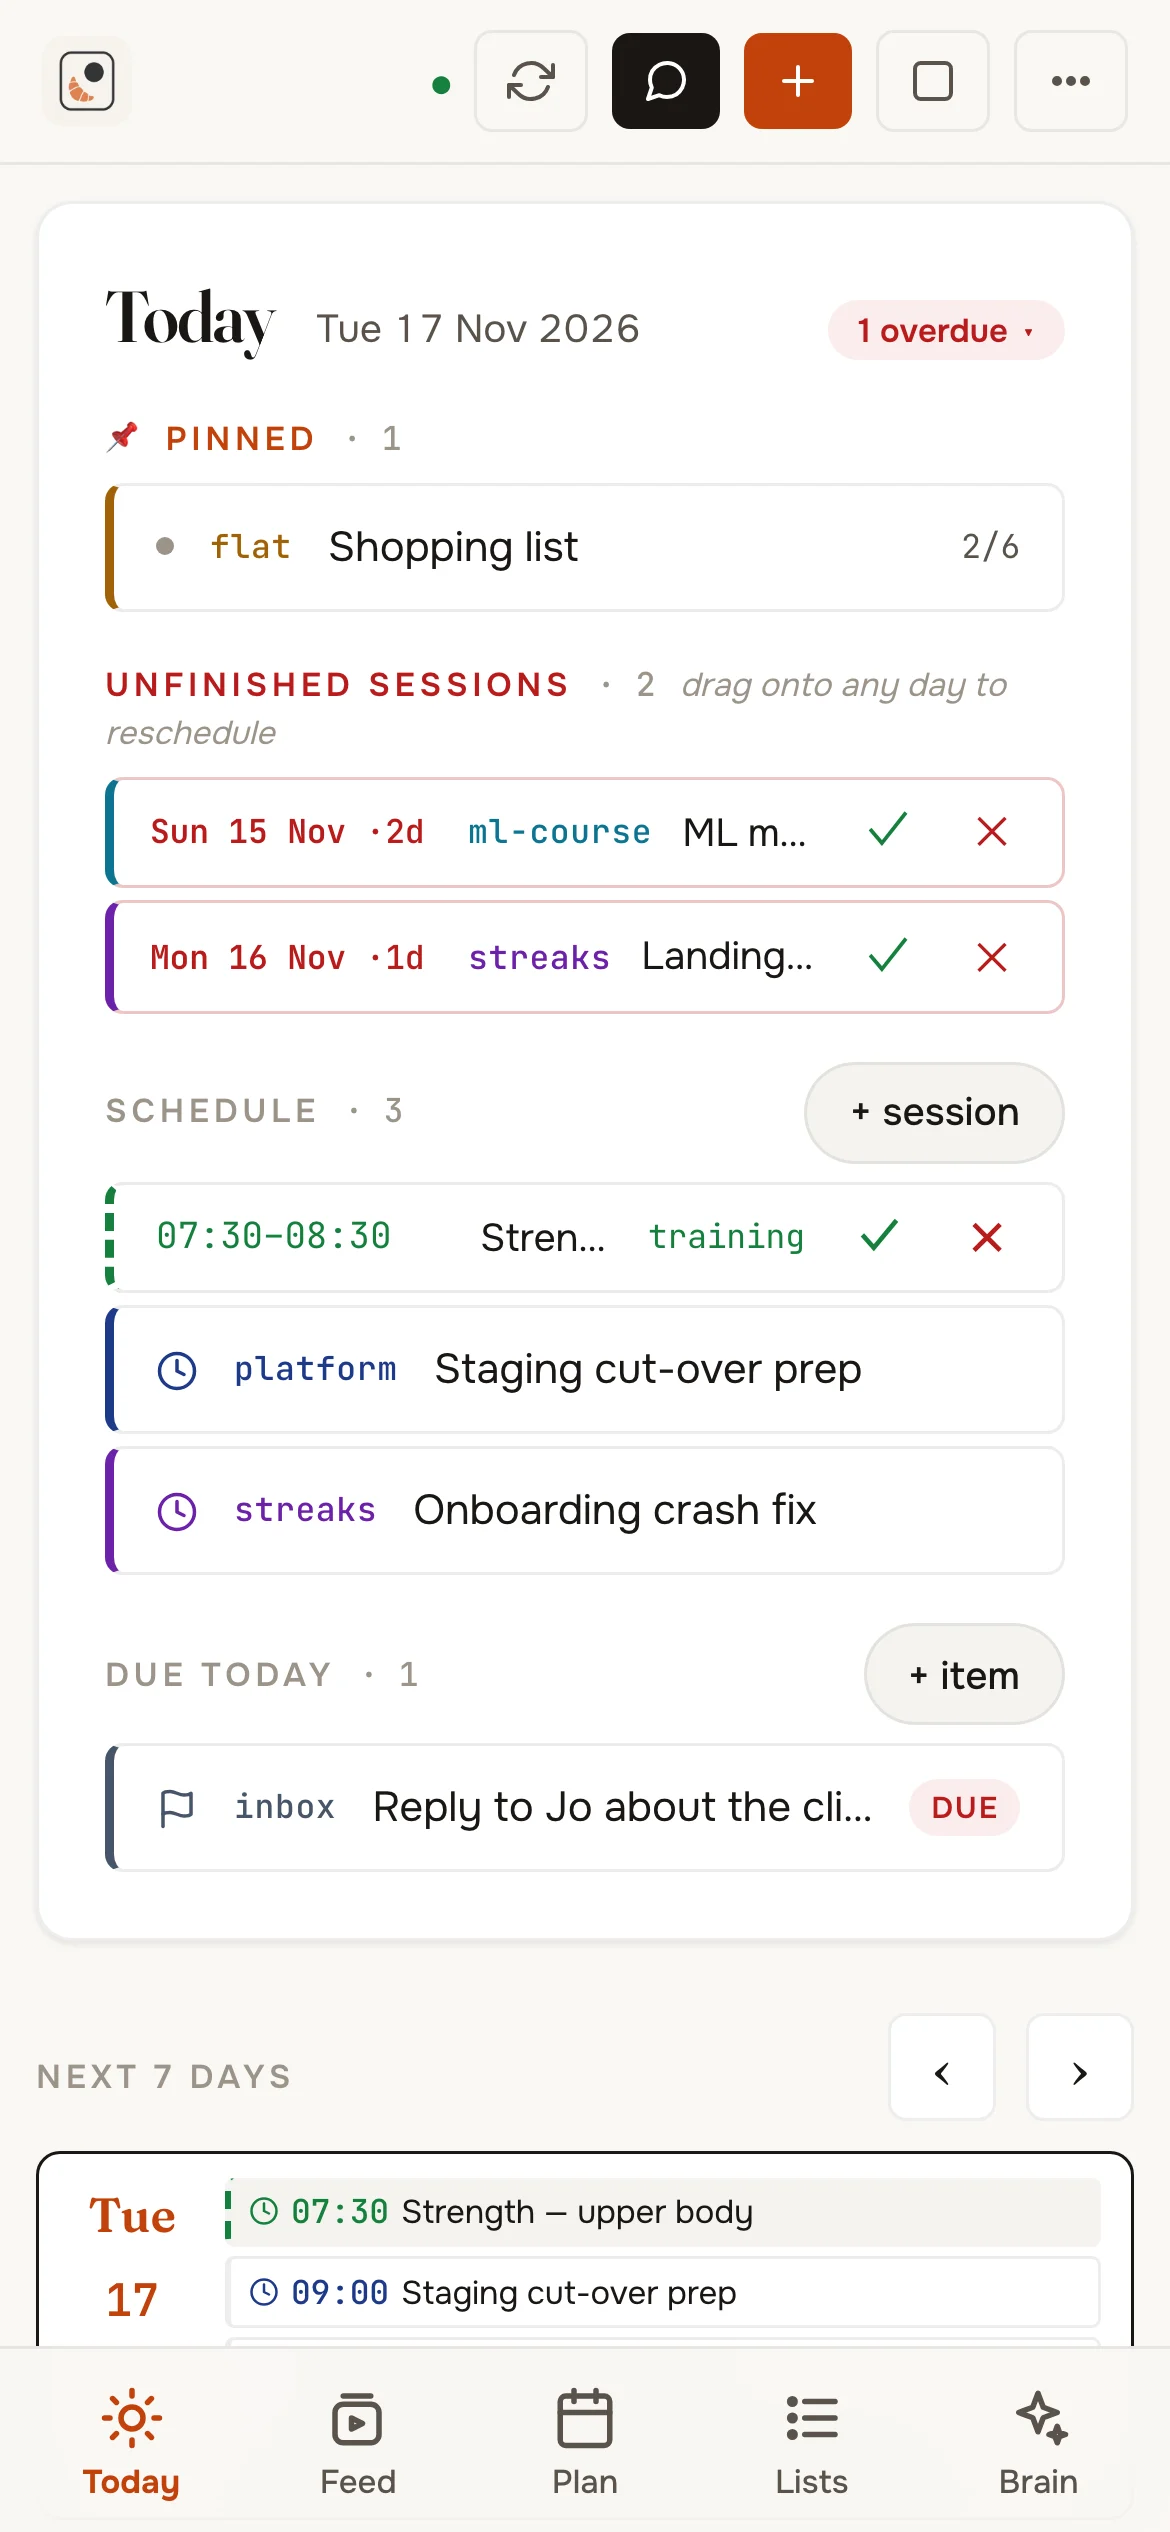 Today Tue 17 Nov 2026 1 overdue ▾
📌 PINNED · 1
flat Shopping list 2/6
UNFINISHED SESSIONS · 2 drag onto any day to
reschedule
Sun 15 Nov ·2d ml-course ML m...
Mon 16 Nov ·1d streaks Landing...
SCHEDULE · 3 + session
07:30–08:30 Stren... training
platform Staging cut-over prep
streaks Onboarding crash fix
DUE TODAY · 1 + item
inbox Reply to Jo about the cli... DUE
NEXT 7 DAYS ‹ ›
Tue 07:30 Strength — upper body
17 09:00 Staging cut-over prep
Today Feed Plan Lists Brain